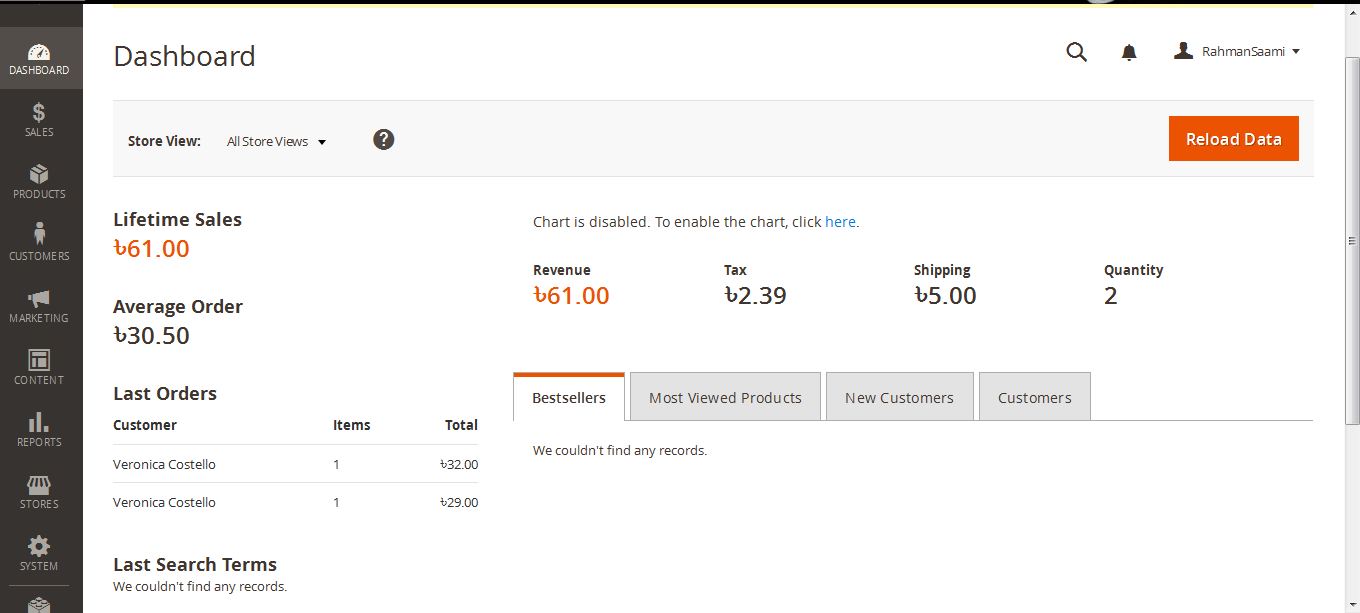 Dashboard
RahmanSaami
DASHBOARD
SALES
PRODUCTS
CUSTOMERS
MARKETING
CONTENT
REPORTS
STORES
SYSTEM
Store View: All Store Views ?
Reload Data
Lifetime Sales
৳61.00
Average Order
৳30.50
Last Orders
Customer Items Total
Veronica Costello 1 ৳32.00
Veronica Costello 1 ৳29.00
Last Search Terms
We couldn't find any records.
Chart is disabled. To enable the chart, click here.
Revenue Tax Shipping Quantity
৳61.00 ৳2.39 ৳5.00 2
Bestsellers Most Viewed Products New Customers Customers
We couldn't find any records.